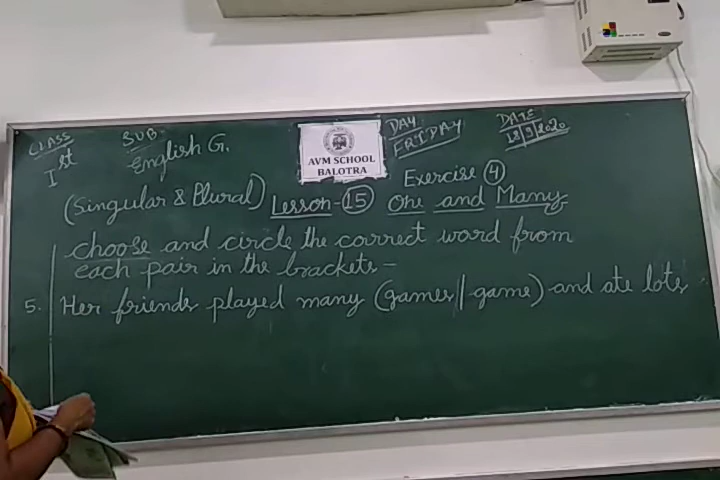 CLASS
Ist
SUB.
English G.
AVM SCHOOL
BALOTRA
DAY
FRIDAY
DATE
18/9/2020
Exercise 4
(Singular & Plural) Lesson-15 One and Many
choose and circle the correct word from
each pair in the brackets-
5. Her friends played many (games//game) and ate lots